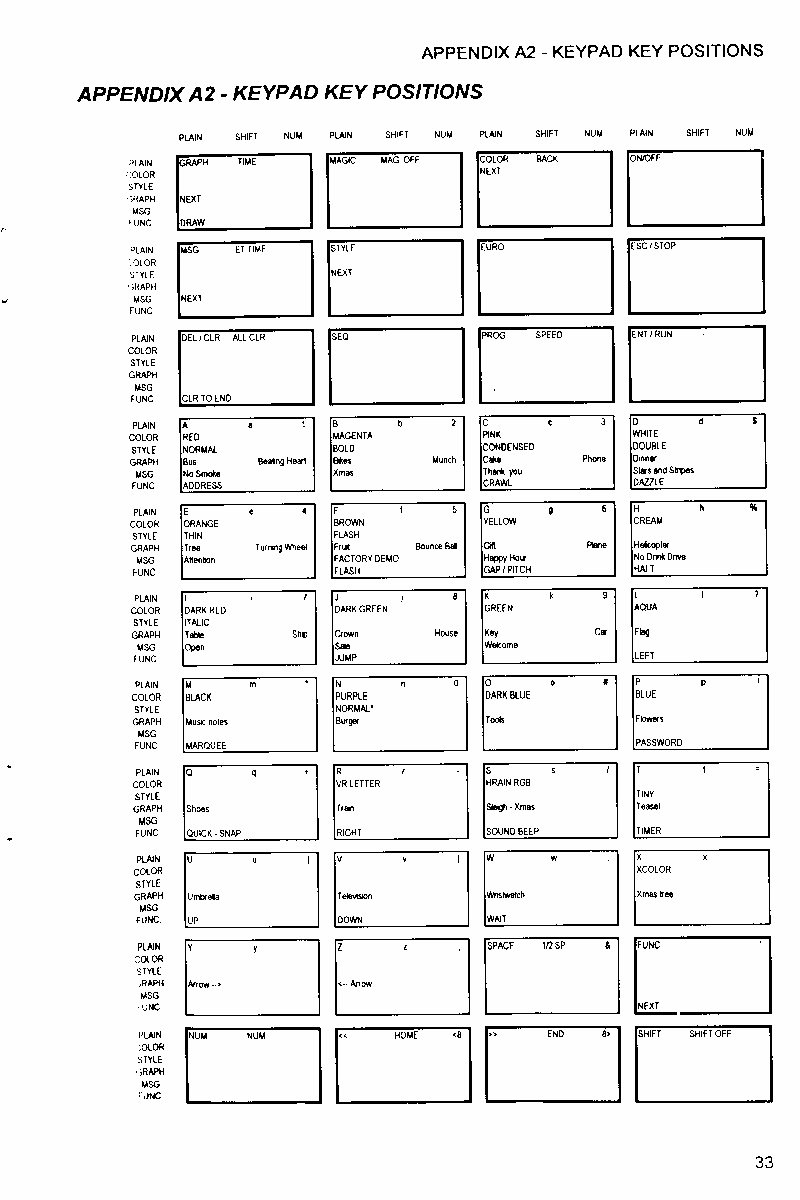 APPENDIX A2 - KEYPAD KEY POSITIONS
APPENDIX A2 - KEYPAD KEY POSITIONS
PLAIN SHIFT NUM PLAIN SHIFT NUM PLAIN SHIFT NUM PLAIN SHIFT NUM
PLAIN GRAPH TIME MAGIC MAG OFF COLOR BACK ON/OFF
COLOR NEXT
STYLE
GRAPH NEXT
MSG
FUNC DRAW
PLAIN MSG ET TIME STYLE EURO ESC / STOP
COLOR
STYLE NEXT
GRAPH
MSG NEXT
FUNC
PLAIN DEL / CLR ALL CLR SEQ PROG SPEED ENT / RUN
COLOR
STYLE
GRAPH
MSG
FUNC CLR TO END
PLAIN A a 1 B b 2 C c 3 D d $
COLOR RED MAGENTA PINK WHITE
STYLE NORMAL BOLD CONDENSED DOUBLE
GRAPH Bus Beating Heart Bikes Munch Cake Phone Dinner
MSG No Smoke Xmas Thank you Stars and Stripes
FUNC ADDRESS CRAWL DAZZLE
PLAIN E e 4 F f 5 G g 6 H h %
COLOR ORANGE BROWN YELLOW CREAM
STYLE THIN FLASH
GRAPH Tree Turning Wheel Fruit Bounce Ball Gift Plane Helicopter
MSG Attention FACTORY DEMO Happy Hour No Drink Drive
FUNC FLASH GAP / PITCH HALT
PLAIN I i 7 J j 8 K k 9 L l ?
COLOR DARK RED DARK GREEN GREEN AQUA
STYLE ITALIC
GRAPH Table Ship Crown House Key Car Flag
MSG Open Sale Welcome
FUNC JUMP LEFT
PLAIN M m * N n 0 O o # P p !
COLOR BLACK PURPLE DARK BLUE BLUE
STYLE NORMAL*
GRAPH Music notes Burger Tools Flowers
MSG
FUNC MARQUEE PASSWORD
PLAIN Q q + R r - S s / T t =
COLOR VR LETTER HRAIN RGB
STYLE TINY
GRAPH Shoes Train Sleigh - Xmas Teaset
MSG
FUNC QUICK - SNAP RIGHT SOUND BEEP TIMER
PLAIN U u V v W w X x
COLOR XCOLOR
STYLE
GRAPH Umbrella Television Wristwatch Xmas tree
MSG
FUNC. UP DOWN WAIT
PLAIN Y y Z z SPACE 1/2 SP & FUNC
COLOR
STYLE
GRAPH Arrow --> <-- Arrow
MSG
FUNC NEXT
PLAIN NUM NUM << HOME <8 >> END 8> SHIFT SHIFT OFF
COLOR
STYLE
GRAPH
MSG
FUNC
33